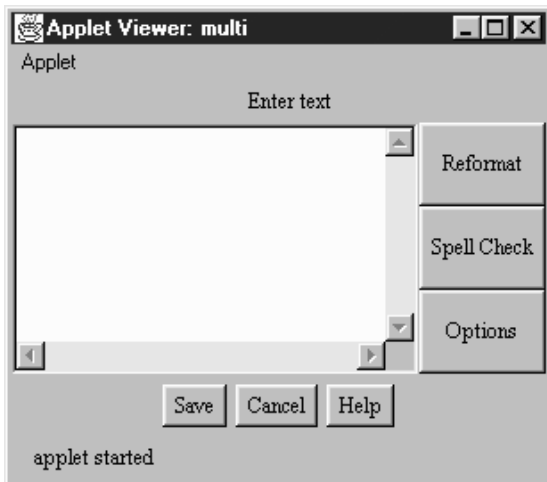 Applet Viewer: multi
Applet
Enter text
Reformat
Spell Check
Options
Save Cancel Help
applet started